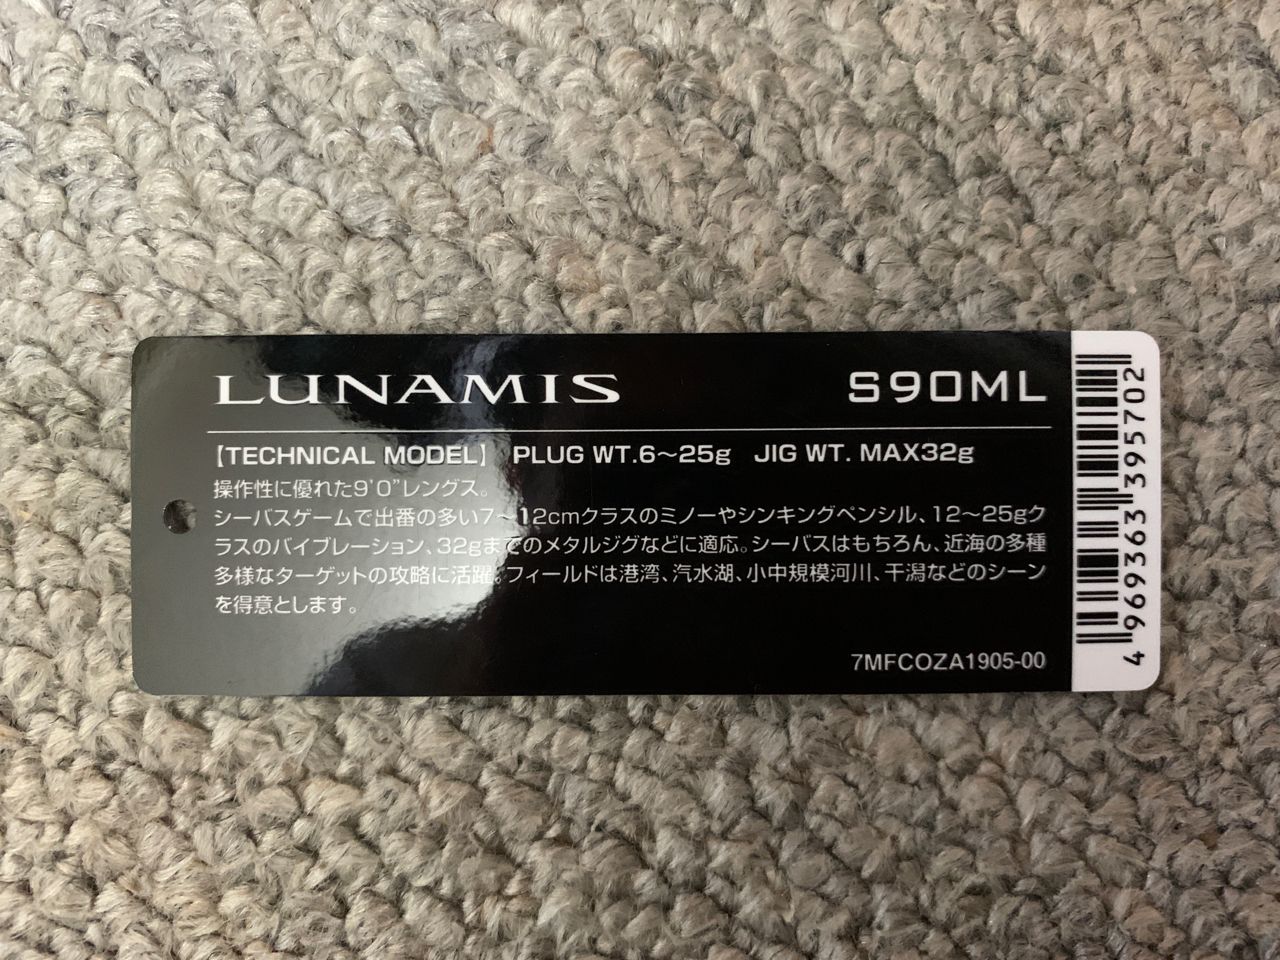 LUNAMIS S90ML
【TECHNICAL MODEL】 PLUG WT.6～25g JIG WT. MAX32g
操作性に優れた9'0"レングス。
シーバスゲームで出番の多い7～12cmクラスのミノーやシンキングペンシル、12～25gク
ラスのバイブレーション、32gまでのメタルジグなどに適応。シーバスはもちろん、近海の多種
多様なターゲットの攻略に活躍。フィールドは港湾、汽水湖、小中規模河川、干潟などのシーン
を得意とします。
7MFCOZA1905-00
4 969363 395702